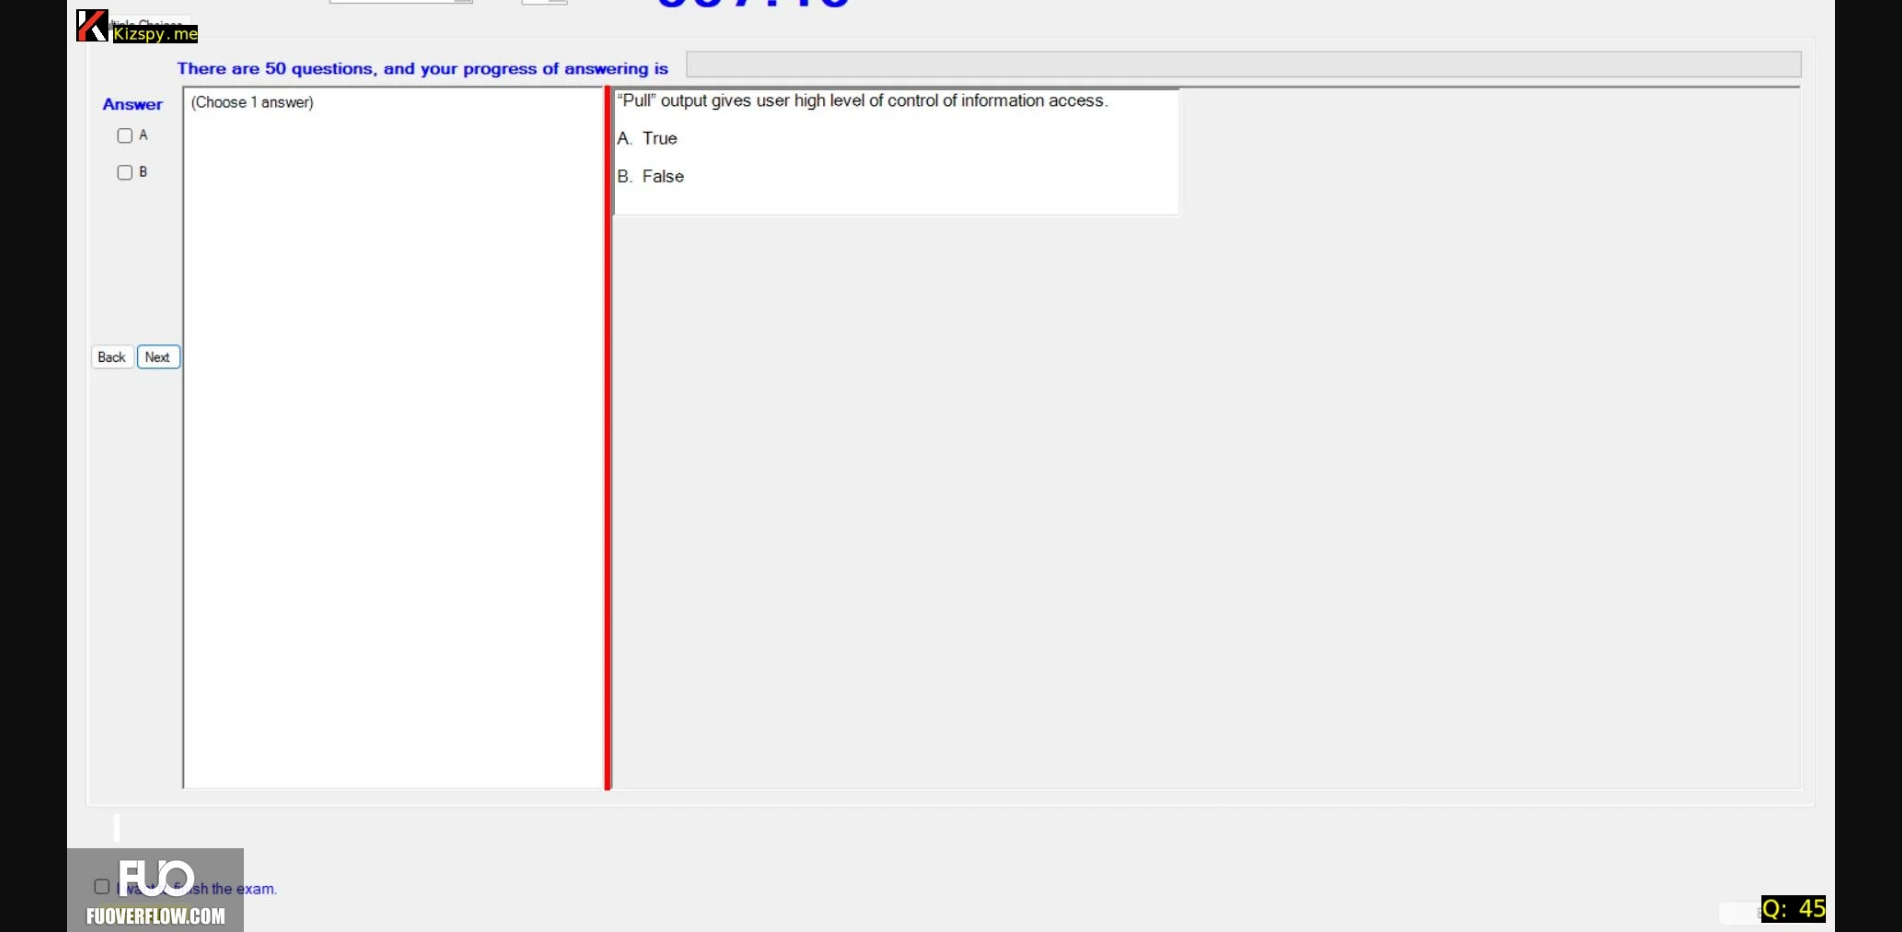 Kizspy.me
There are 50 questions, and your progress of answering is
Answer
(Choose 1 answer)
A
B
"Pull" output gives user high level of control of information access.
A. True
B. False
Back
Next
FUO
sh the exam.
FUOVERFLOW.COM
Q: 45